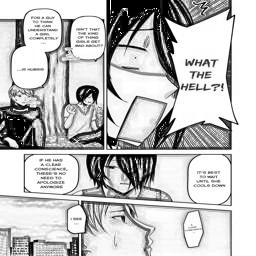 WHAT
THE
HELL?!
ISN'T THAT
THE KIND
OF THING
GIRLS GET
MAD ABOUT?
FOR A GUY
TO THINK
HE CAN
UNDERSTAND
A GIRL
COMPLETELY
...IS HUBRIS
IT'S BEST
TO WAIT
UNTIL SHE
COOLS DOWN
IF HE HAS
A CLEAR
CONSCIENCE,
THERE'S NO
NEED TO
APOLOGIZE
ANYMORE
I SEE
...